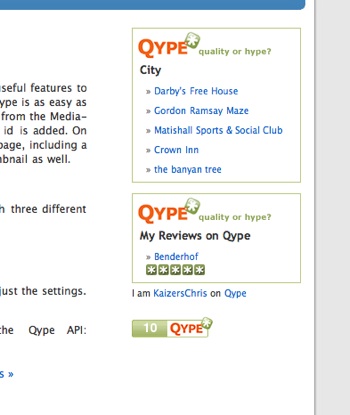 seful features to
ype is as easy as
from the Media-
id is added. On
page, including a
nbnail as well.
h three different
just the settings.
the Qype API:
s »
QYPE quality or hype?
City
» Darby's Free House
» Gordon Ramsay Maze
» Matishall Sports & Social Club
» Crown Inn
» the banyan tree
QYPE quality or hype?
My Reviews on Qype
» Benderhof
I am KaizersChris on Qype
10 QYPE